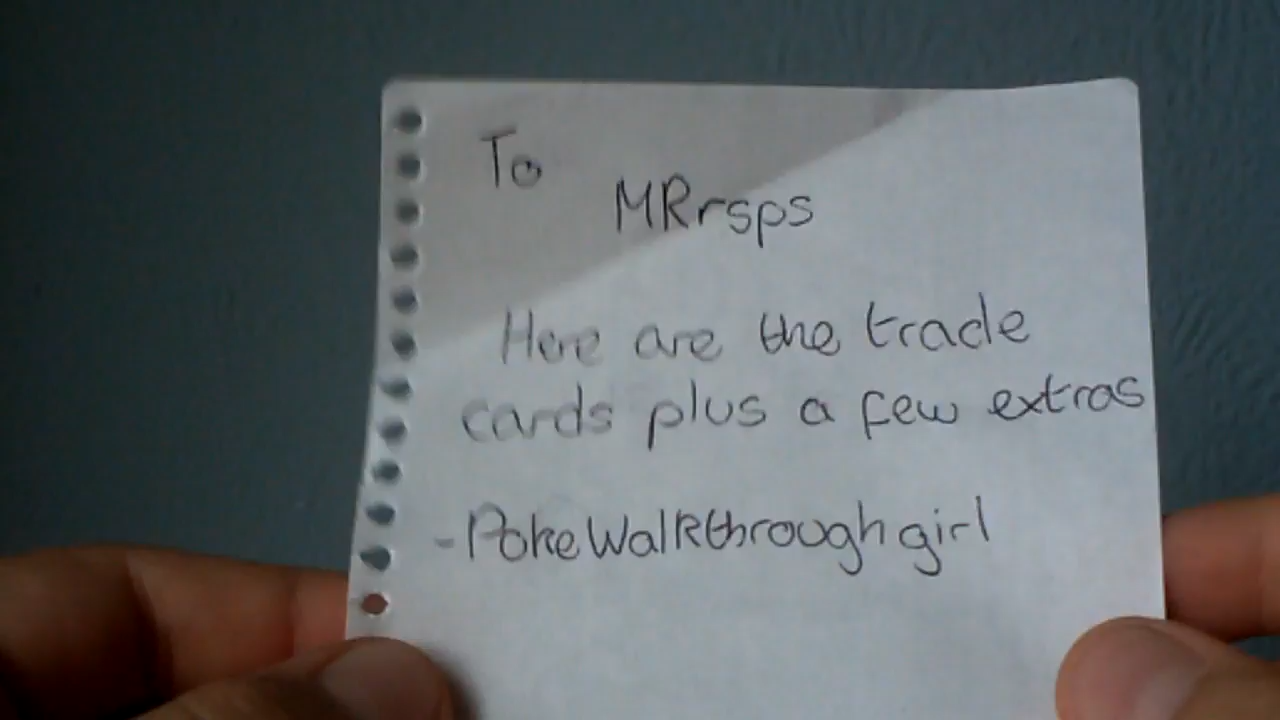 To
MRrsps
Here are the trade
cards plus a few extras
-PokeWalkthroughgirl